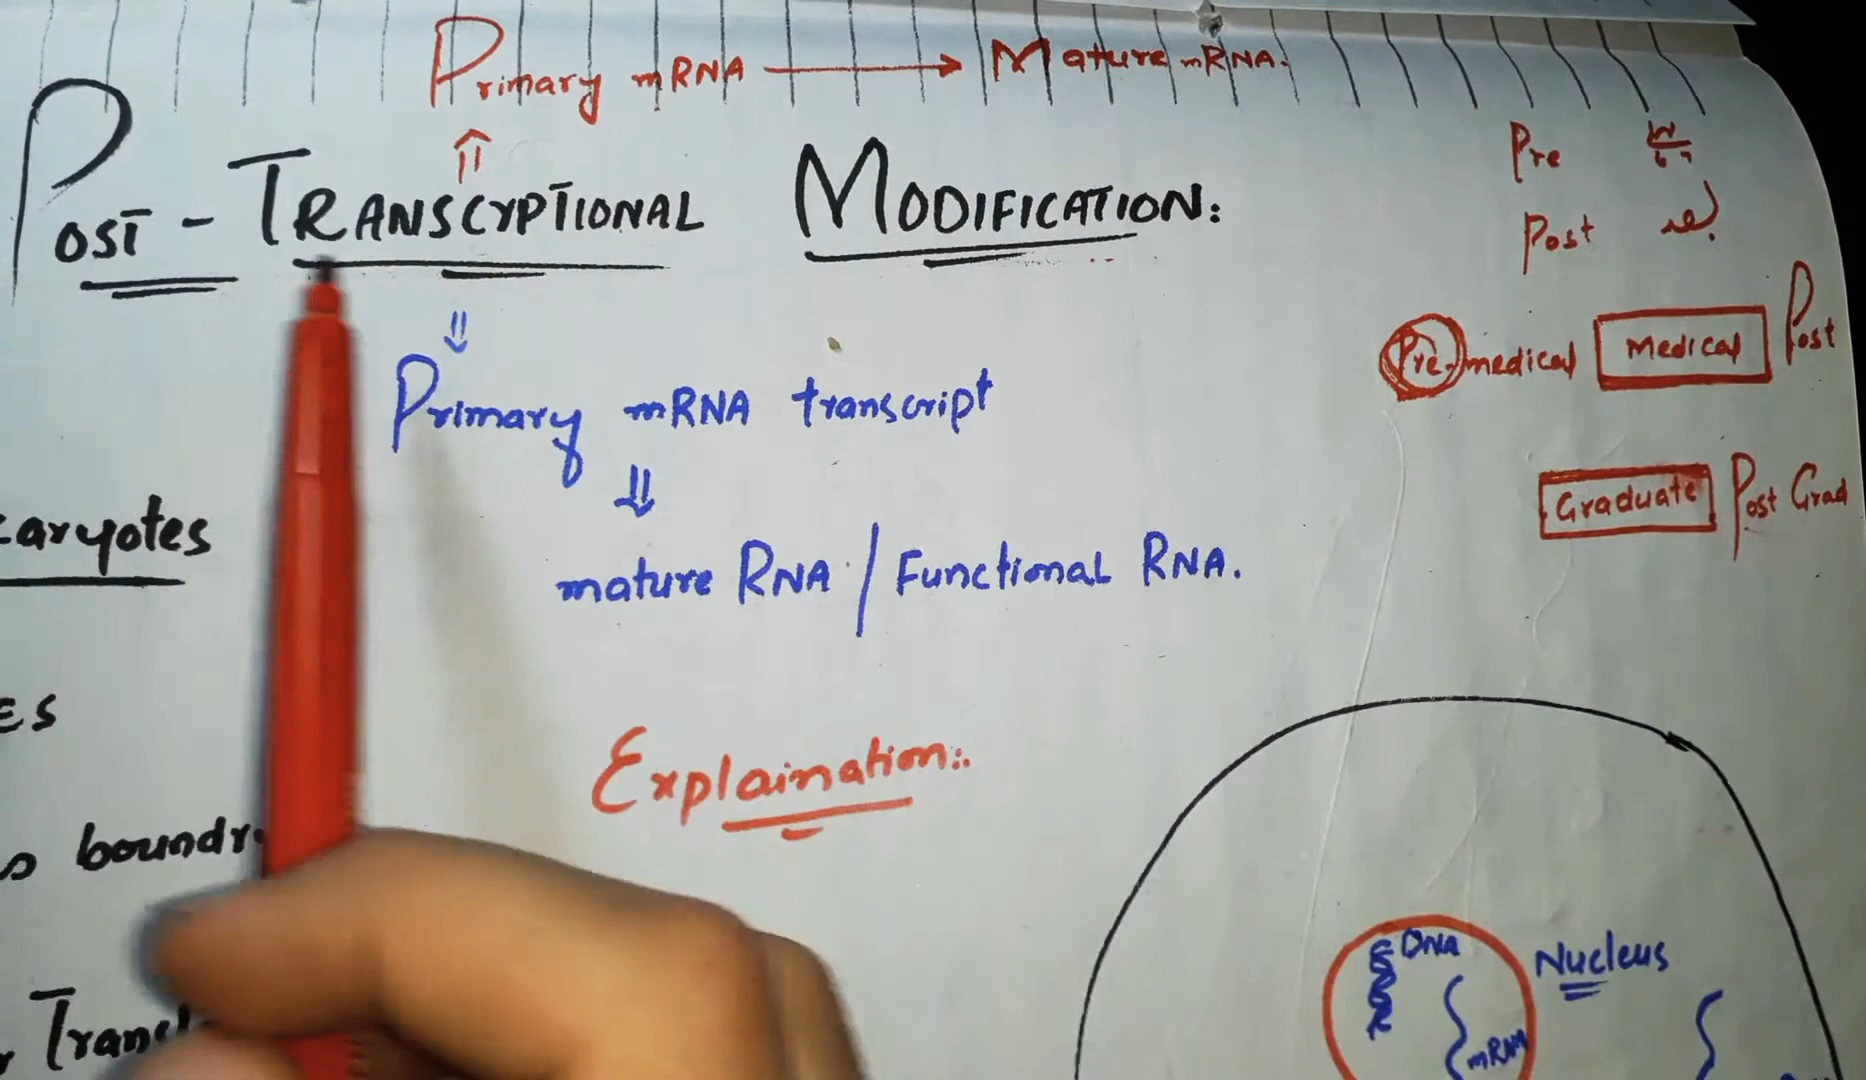 Primary mRNA → Mature mRNA.
Post - Transcriptional Modification:
Primary mRNA transcript
mature RNA / Functional RNA.
Explaination:.
Pre
Post
Pre-medical Medical Post
Graduate Post Grad
caryotes
ES
boundr
Trans
DNA
Nucleus
mRNA